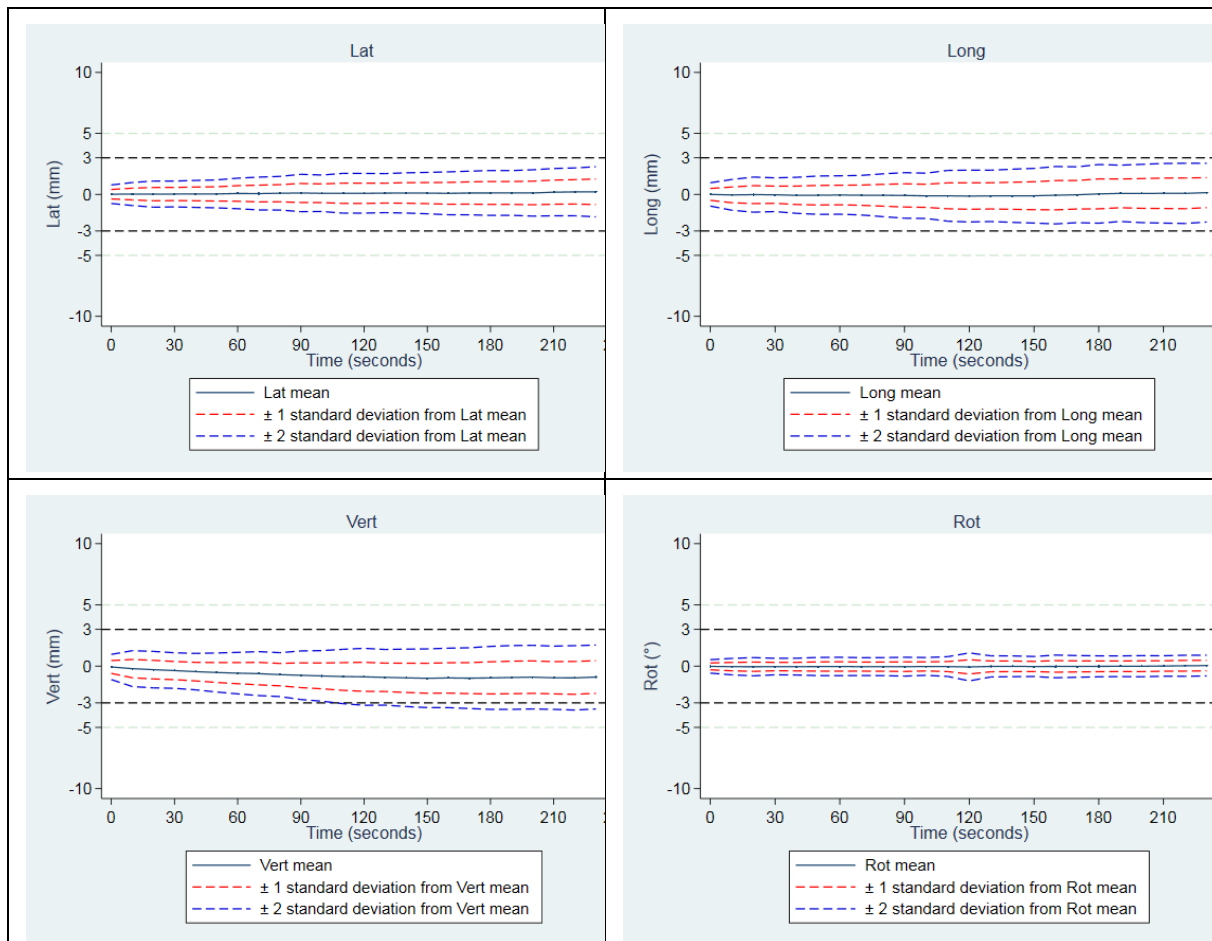 Lat
10
5
3
0
-3
-5
-10
Lat (mm)
0 30 60 90 120 150 180 210
Time (seconds)
Lat mean
± 1 standard deviation from Lat mean
± 2 standard deviation from Lat mean
Long
10
5
3
0
-3
-5
-10
Long (mm)
0 30 60 90 120 150 180 210
Time (seconds)
Long mean
± 1 standard deviation from Long mean
± 2 standard deviation from Long mean
Vert
10
5
3
0
-3
-5
-10
Vert (mm)
0 30 60 90 120 150 180 210
Time (seconds)
Vert mean
± 1 standard deviation from Vert mean
± 2 standard deviation from Vert mean
Rot
10
5
3
0
-3
-5
-10
Rot (°)
0 30 60 90 120 150 180 210
Time (seconds)
Rot mean
± 1 standard deviation from Rot mean
± 2 standard deviation from Rot mean